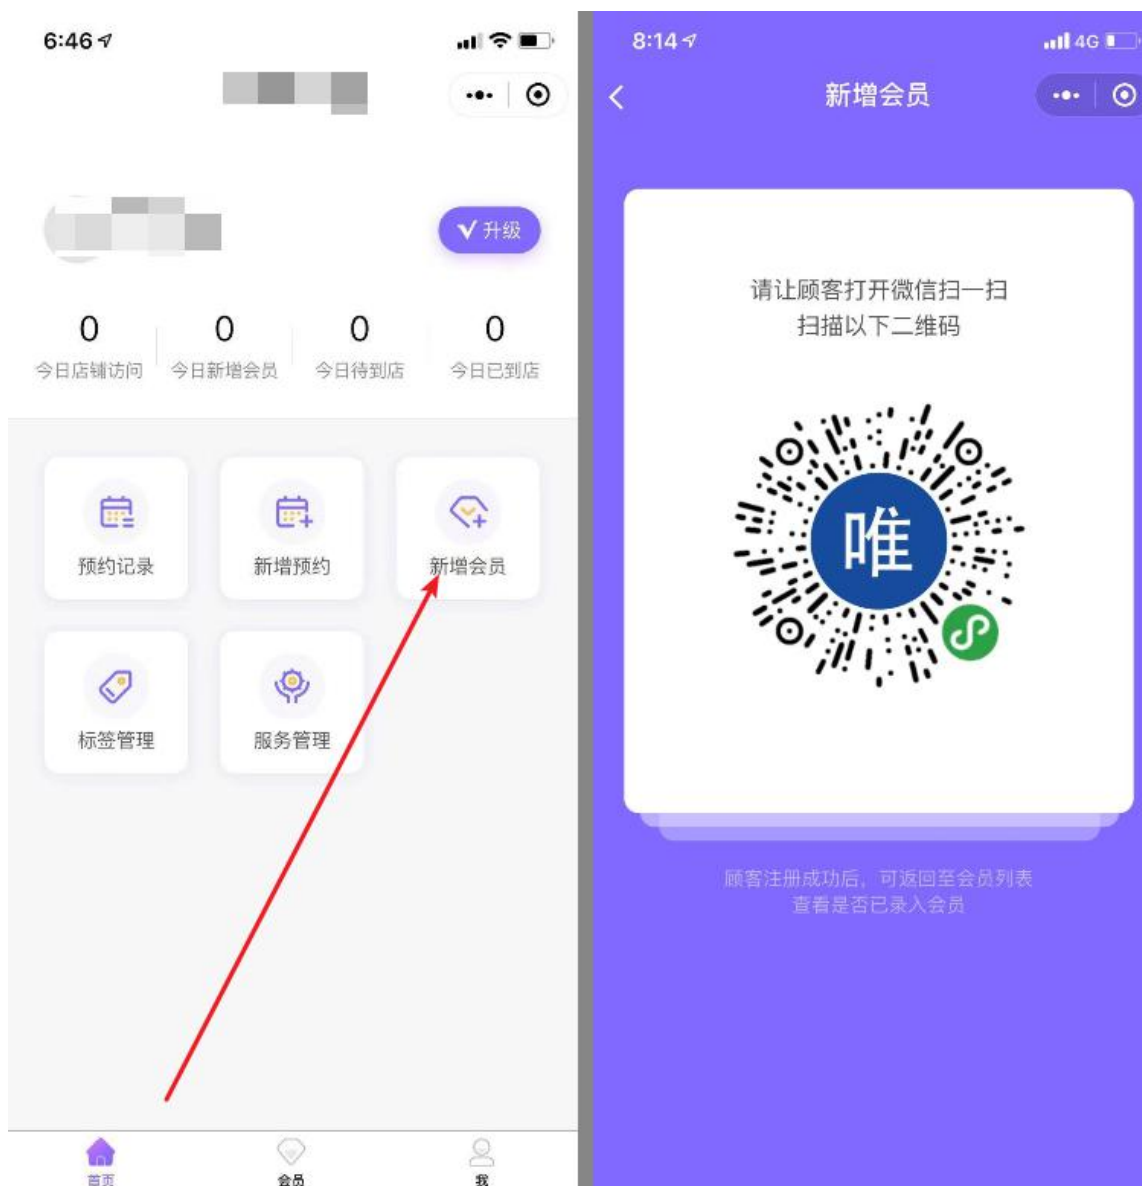 6:46
升级
0
0
0
0
今日店铺访问
今日新增会员
今日待到店
今日已到店
预约记录
新增预约
新增会员
标签管理
服务管理
首页
会员
我
8:14
4G
新增会员
请让顾客打开微信扫一扫
扫描以下二维码
唯
顾客注册成功后，可返回至会员列表
查看是否已录入会员